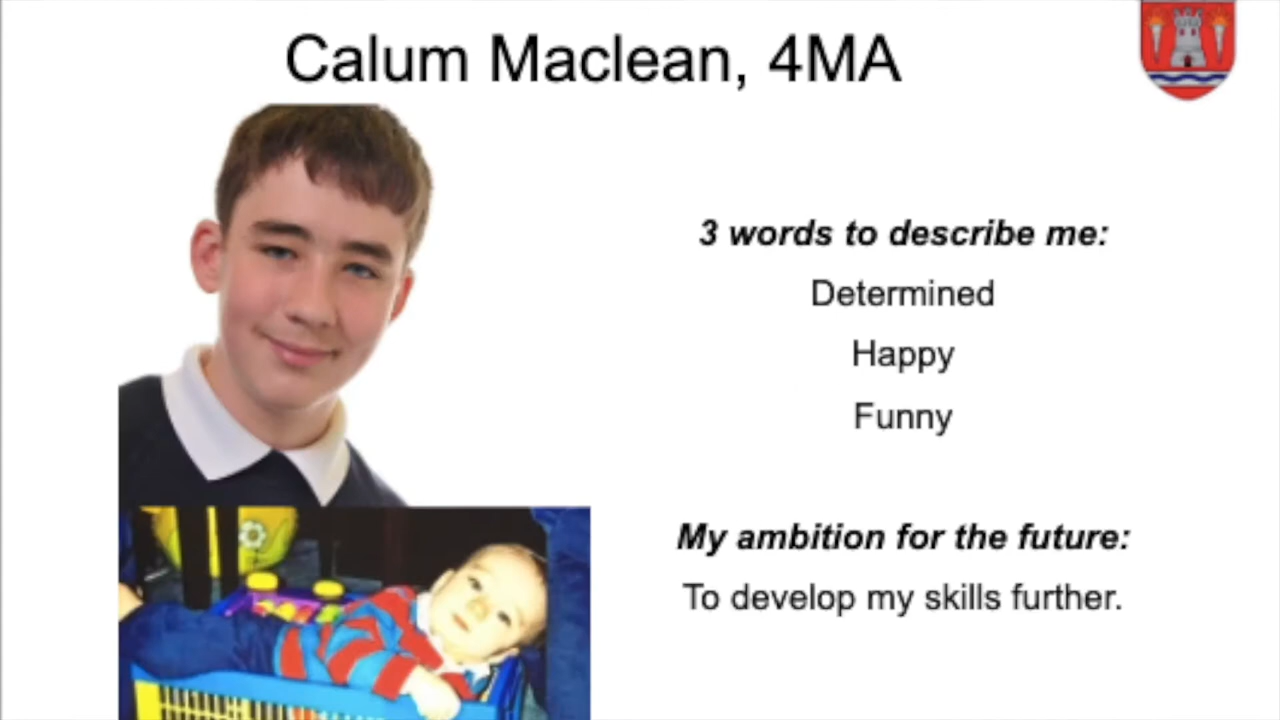 Calum Maclean, 4MA
3 words to describe me:
Determined
Happy
Funny
My ambition for the future:
To develop my skills further.